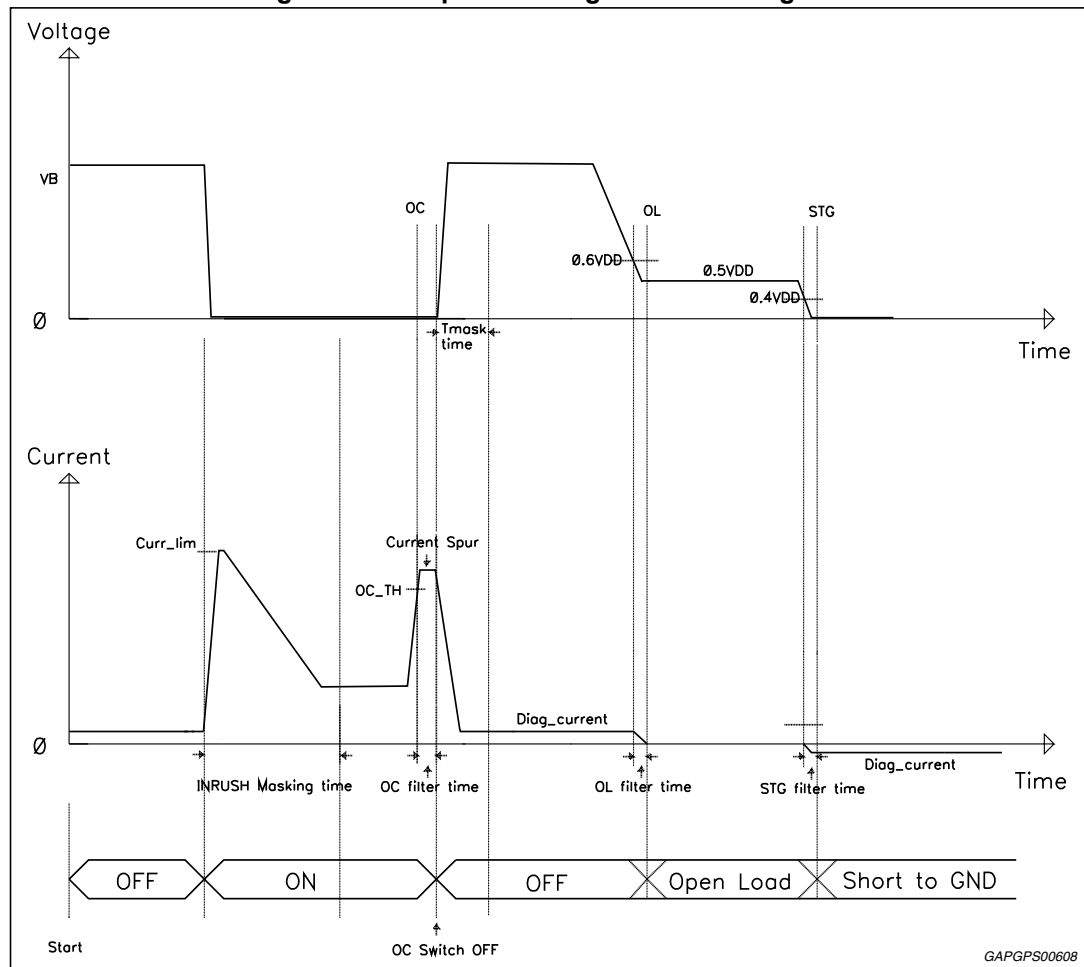 Voltage
VB
OC
OL
STG
0.6VDD
0.5VDD
0.4VDD
Ø
Tmask
time
Time
Current
Curr_lim
Current Spur
OC_TH
Diag_current
Ø
Diag_current
INRUSH Masking time
OC filter time
OL filter time
STG filter time
Time
OFF
ON
OFF
Open Load
Short to GND
Start
OC Switch OFF
GAPGPS00608